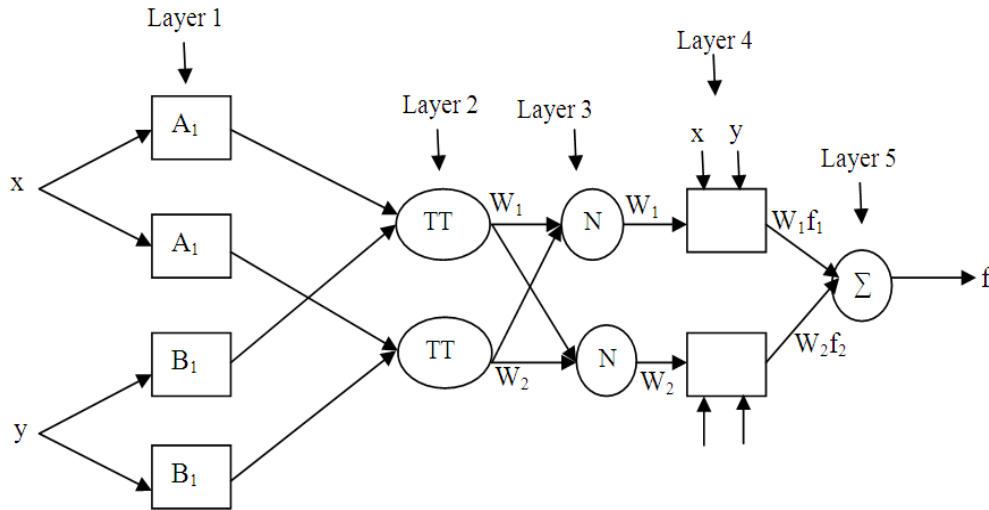 Layer 1
Layer 4
Layer 2
Layer 3
x y
Layer 5
A₁
x
TT
W₁
N
W₁
W₁f₁
A₁
∑
f
B₁
TT
W₂
N
W₂
W₂f₂
y
B₁